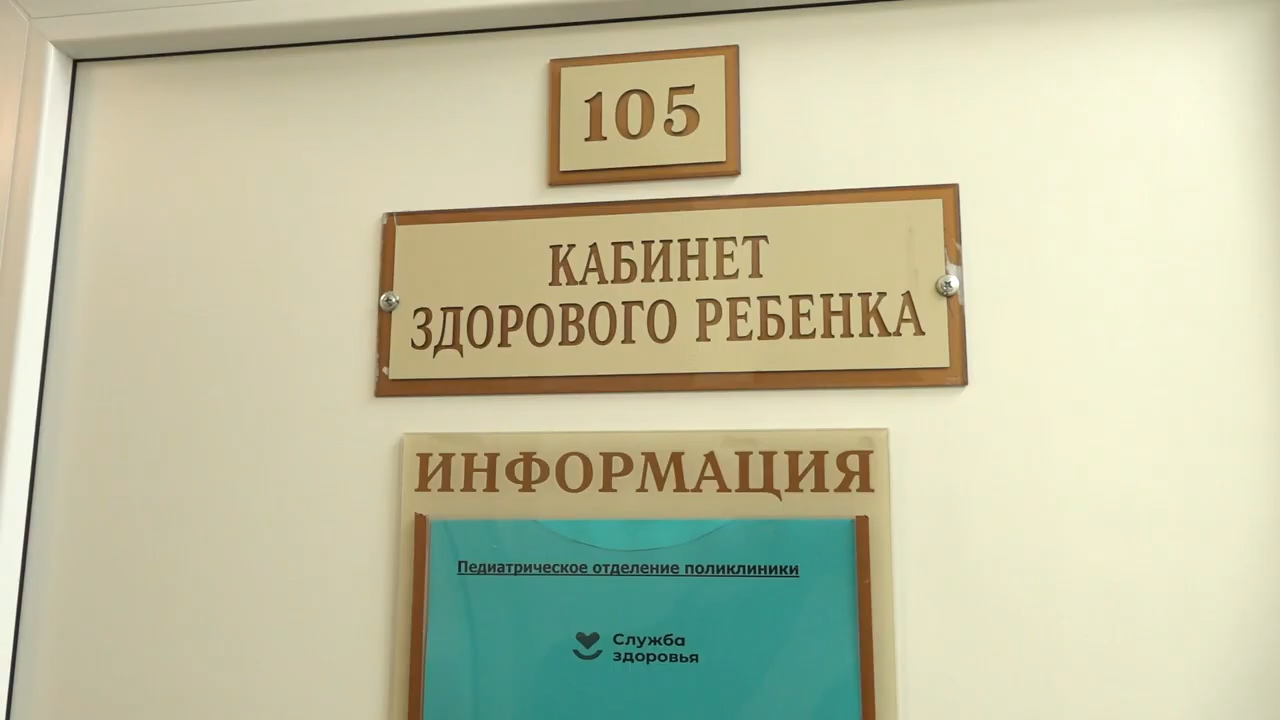 105
КАБИНЕТ
ЗДОРОВОГО РЕБЕНКА
ИНФОРМАЦИЯ
Педиатрическое отделение поликлиники
Служба
здоровья